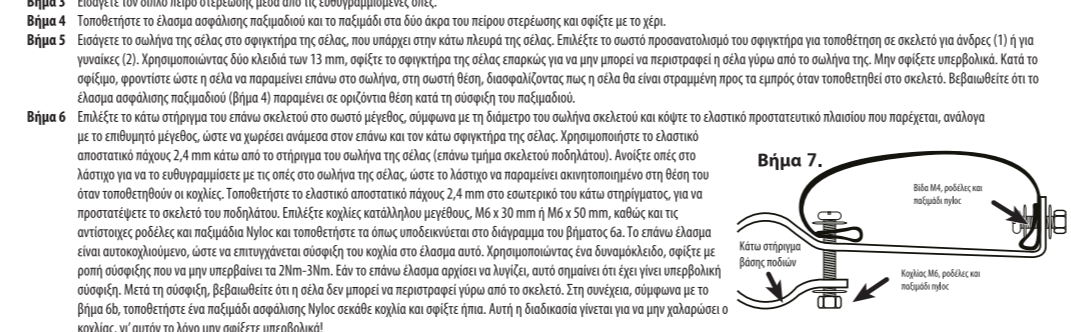 Βήμα 3 Εισάγετε τον διπλό πείρο στερέωσης μέσα από τις ευθυγραμμισμένες οπές.
Βήμα 4 Τοποθετήστε το έλασμα ασφάλισης παξιμαδιού και το παξιμάδι στα δύο άκρα του πείρου στερέωσης και σφίξτε με το χέρι.
Βήμα 5 Εισάγετε το σωλήνα της σέλας στο σφιγκτήρα της σέλας, που υπάρχει στην κάτω πλευρά της σέλας. Επιλέξτε το σωστό προσανατολισμό του σφιγκτήρα για τοποθέτηση σε σκελετό για άνδρες (1) ή για
γυναίκες (2). Χρησιμοποιώντας δύο κλειδιά των 13 mm, σφίξτε το σφιγκτήρα της σέλας επαρκώς για να μην μπορεί να περιστραφεί η σέλα γύρω από το σωλήνα της. Μην σφίξετε υπερβολικά. Κατά το
σφίξιμο, φροντίστε ώστε η σέλα να παραμείνει επάνω στο σωλήνα, στη σωστή θέση, διασφαλίζοντας πως η σέλα θα είναι στραμμένη προς τα εμπρός όταν τοποθετηθεί στο σκελετό. Βεβαιωθείτε ότι το
έλασμα ασφάλισης παξιμαδιού (βήμα 4) παραμένει σε οριζόντια θέση κατά τη σύσφιξη του παξιμαδιού.
Βήμα 6 Επιλέξτε το κάτω στήριγμα του επάνω σκελετού στο σωστό μέγεθος, σύμφωνα με τη διάμετρο του σωλήνα σκελετού και κόψτε το ελαστικό προστατευτικό πλαισίου που παρέχεται, ανάλογα
με το επιθυμητό μέγεθος, ώστε να χωρέσει ανάμεσα στον επάνω και τον κάτω σφιγκτήρα της σέλας. Χρησιμοποιήστε το ελαστικό
αποστατικό πάχους 2,4 mm κάτω από το στήριγμα του σωλήνα της σέλας (επάνω τμήμα σκελετού ποδηλάτου). Ανοίξτε οπές στο
λάστιχο για να το ευθυγραμμίσετε με τις οπές στο σωλήνα της σέλας, ώστε το λάστιχο να παραμείνει ακινητοποιημένο στη θέση του
όταν τοποθετηθούν οι κοχλίες. Τοποθετήστε το ελαστικό αποστατικό πάχους 2,4 mm στο εσωτερικό του κάτω στηρίγματος, για να
προστατέψετε το σκελετό του ποδηλάτου. Επιλέξτε κοχλίες κατάλληλου μεγέθους, M6 x 30 mm ή M6 x 50 mm, καθώς και τις
αντίστοιχες ροδέλες και παξιμάδια Nyloc και τοποθετήστε τα όπως υποδεικνύεται στο διάγραμμα του βήματος 6a. Το επάνω έλασμα
είναι αυτοκοχλιούμενο, ώστε να επιτυγχάνεται σύσφιξη του κοχλία στο έλασμα αυτό. Χρησιμοποιώντας ένα δυναμόκλειδο, σφίξτε με
ροπή σύσφιξης που να μην υπερβαίνει τα 2Nm-3Nm. Εάν το επάνω έλασμα αρχίσει να λυγίζει, αυτό σημαίνει ότι έχει γίνει υπερβολική
σύσφιξη. Μετά τη σύσφιξη, βεβαιωθείτε ότι η σέλα δεν μπορεί να περιστραφεί γύρω από το σκελετό. Στη συνέχεια, σύμφωνα με το
βήμα 6b, τοποθετήστε ένα παξιμάδι ασφάλισης Nyloc σεκάθε κοχλία και σφίξτε ήπια. Αυτή η διαδικασία γίνεται για να μην χαλαρώσει ο
κοχλίας, γι' αυτόν το λόγο μην σφίξετε υπερβολικά!
Βήμα 7.
Βίδα M4, ροδέλες και
παξιμάδι nyloc
Κάτω στήριγμα
βάσης ποδιών
Κοχλίας M6, ροδέλες και
παξιμάδι nyloc